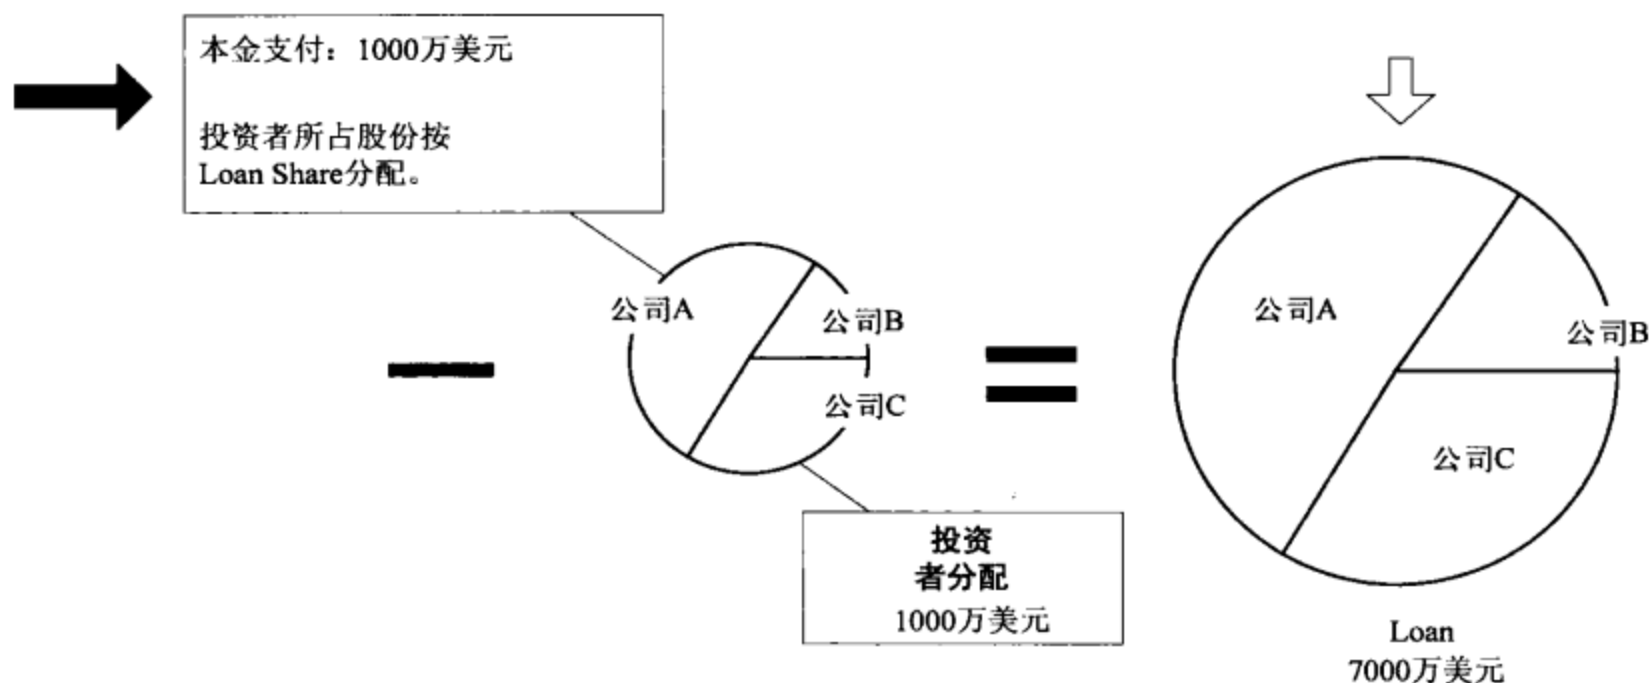 本金支付：1000万美元
投资者所占股份按
Loan Share分配。
公司A
公司B
公司C
投资
者分配
1000万美元
公司A
公司B
公司C
Loan
7000万美元